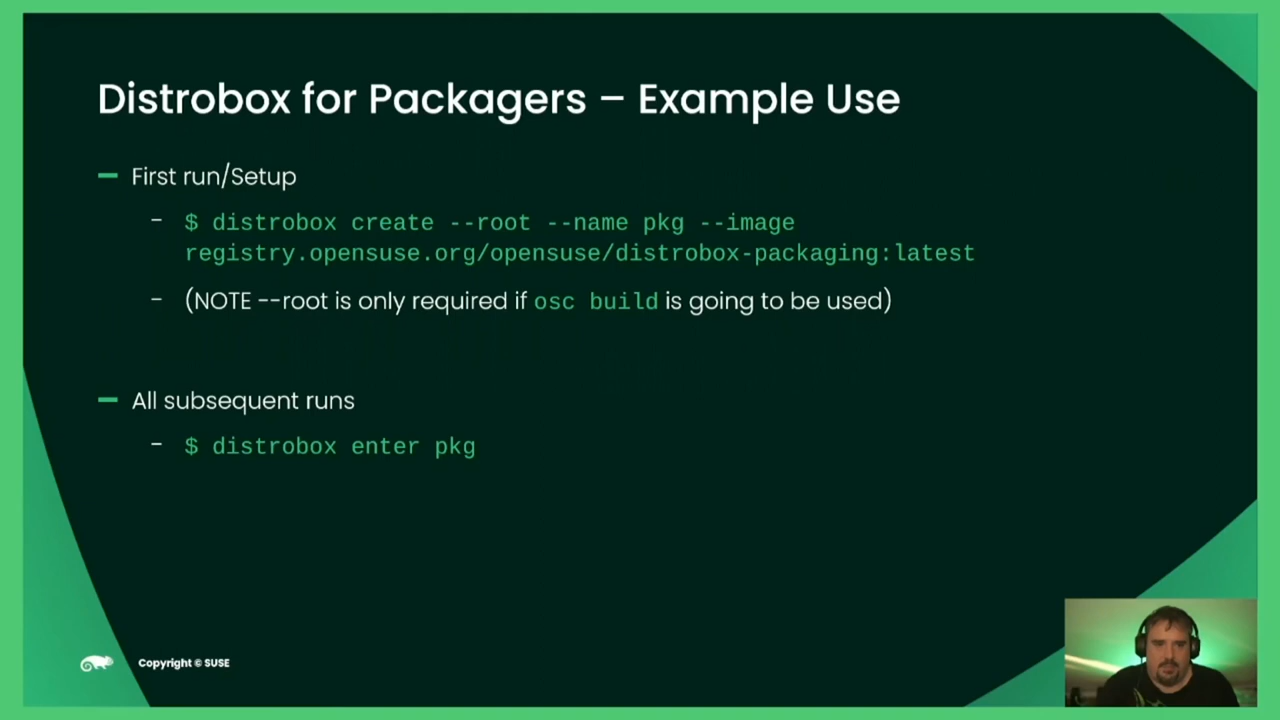 Distrobox for Packagers – Example Use
First run/Setup
$ distrobox create --root --name pkg --image
registry.opensuse.org/opensuse/distrobox-packaging:latest
(NOTE --root is only required if osc build is going to be used)
All subsequent runs
$ distrobox enter pkg
Copyright © SUSE